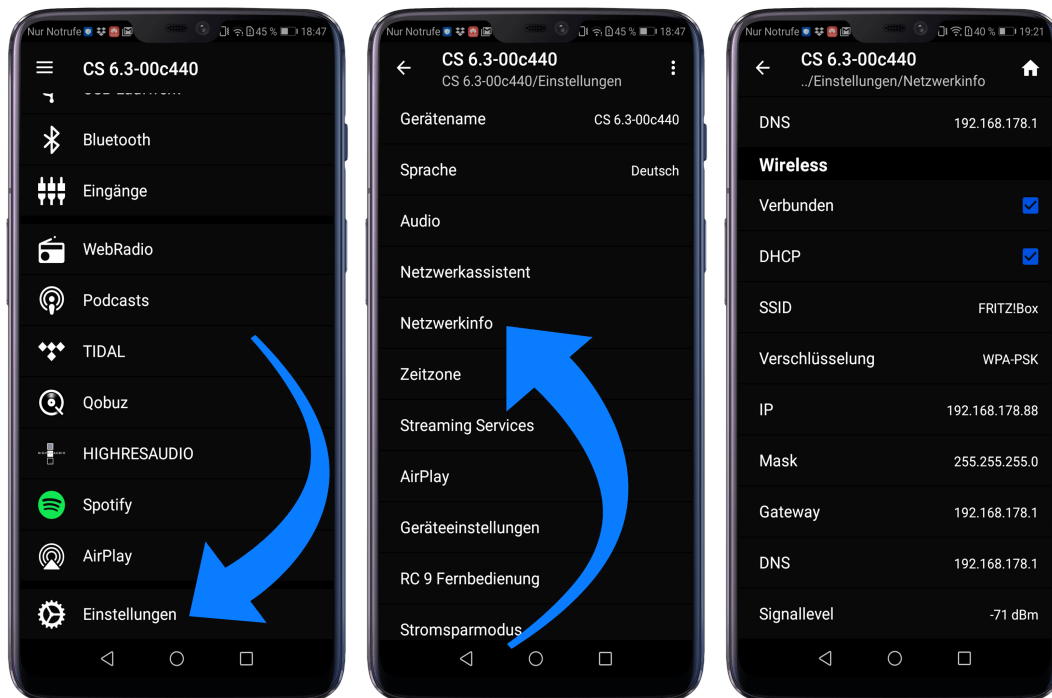 Nur Notrufe 45 % 18:47
CS 6.3-00c440
Bluetooth
Eingänge
WebRadio
Podcasts
TIDAL
Qobuz
HIGHRESAUDIO
Spotify
AirPlay
Einstellungen
Nur Notrufe 45 % 18:47
CS 6.3-00c440
CS 6.3-00c440/Einstellungen
Gerätename CS 6.3-00c440
Sprache Deutsch
Audio
Netzwerkassistent
Netzwerkinfo
Zeitzone
Streaming Services
AirPlay
Geräteeinstellungen
RC 9 Fernbedienung
Stromsparmodus
Nur Notrufe 40 % 19:21
CS 6.3-00c440
../Einstellungen/Netzwerkinfo
DNS 192.168.178.1
Wireless
Verbunden
DHCP
SSID FRITZ!Box
Verschlüsselung WPA-PSK
IP 192.168.178.88
Mask 255.255.255.0
Gateway 192.168.178.1
DNS 192.168.178.1
Signallevel -71 dBm